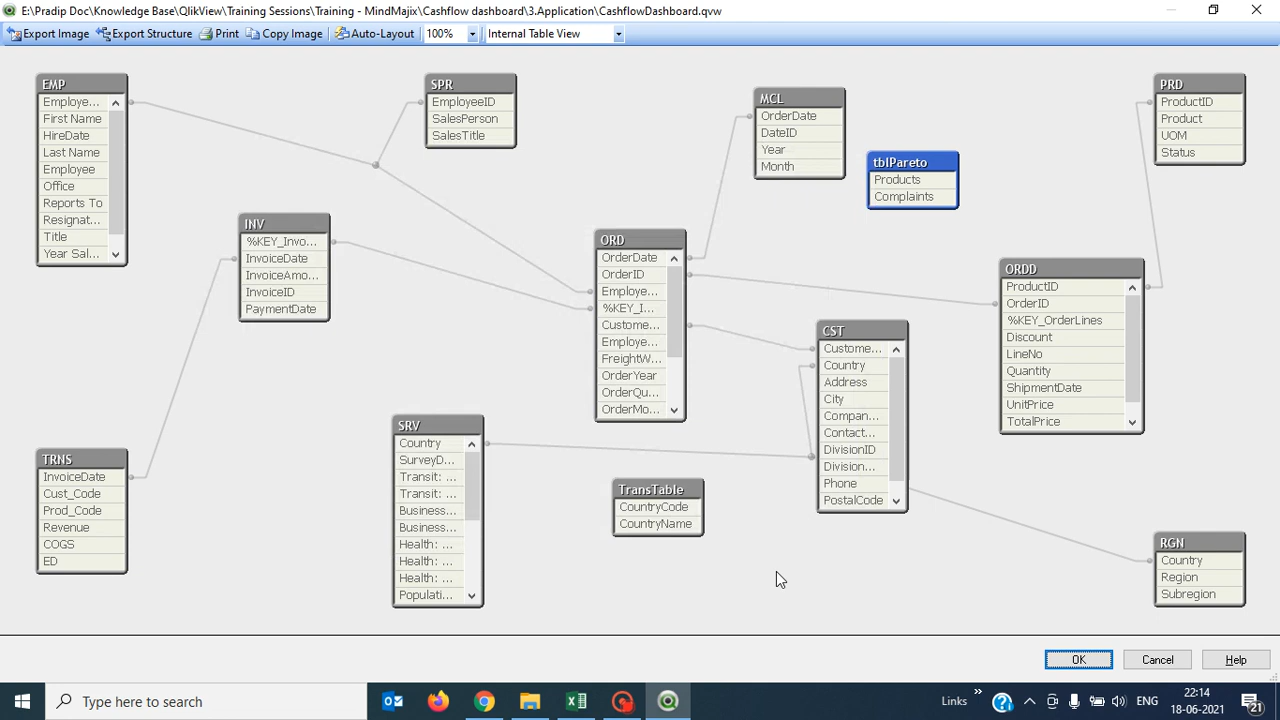 E:\Pradip Doc\Knowledge Base\QlikView\Training Sessions\Training - MindMajix\Cashflow dashboard\3.Application\CashflowDashboard.qvw
Export Image Export Structure Print Copy Image Auto-Layout 100% Internal Table View
EMP
Employe...
First Name
HireDate
Last Name
Employee
Office
Reports To
Resignat...
Title
Year Sal...
SPR
EmployeeID
SalesPerson
SalesTitle
MCL
OrderDate
DateID
Year
Month
tblPareto
Products
Complaints
PRD
ProductID
Product
UOM
Status
INV
%KEY_Invo...
InvoiceDate
InvoiceAmo...
InvoiceID
PaymentDate
ORD
OrderDate
OrderID
Employe...
%KEY_I...
Custome...
Employe...
FreightW...
OrderYear
OrderQu...
OrderMo...
ORDD
ProductID
OrderID
%KEY_OrderLines
Discount
LineNo
Quantity
ShipmentDate
UnitPrice
TotalPrice
CST
Custome...
Country
Address
City
Compan...
Contact...
DivisionID
Division...
Phone
PostalCode
TRNS
InvoiceDate
Cust_Code
Prod_Code
Revenue
COGS
ED
SRV
Country
SurveyD...
Transit: ...
Transit: ...
Business...
Business...
Health: ...
Health: ...
Health: ...
Populati...
TransTable
CountryCode
CountryName
RGN
Country
Region
Subregion
OK Cancel Help
Type here to search
Links » ENG 22:14
18-06-2021 21